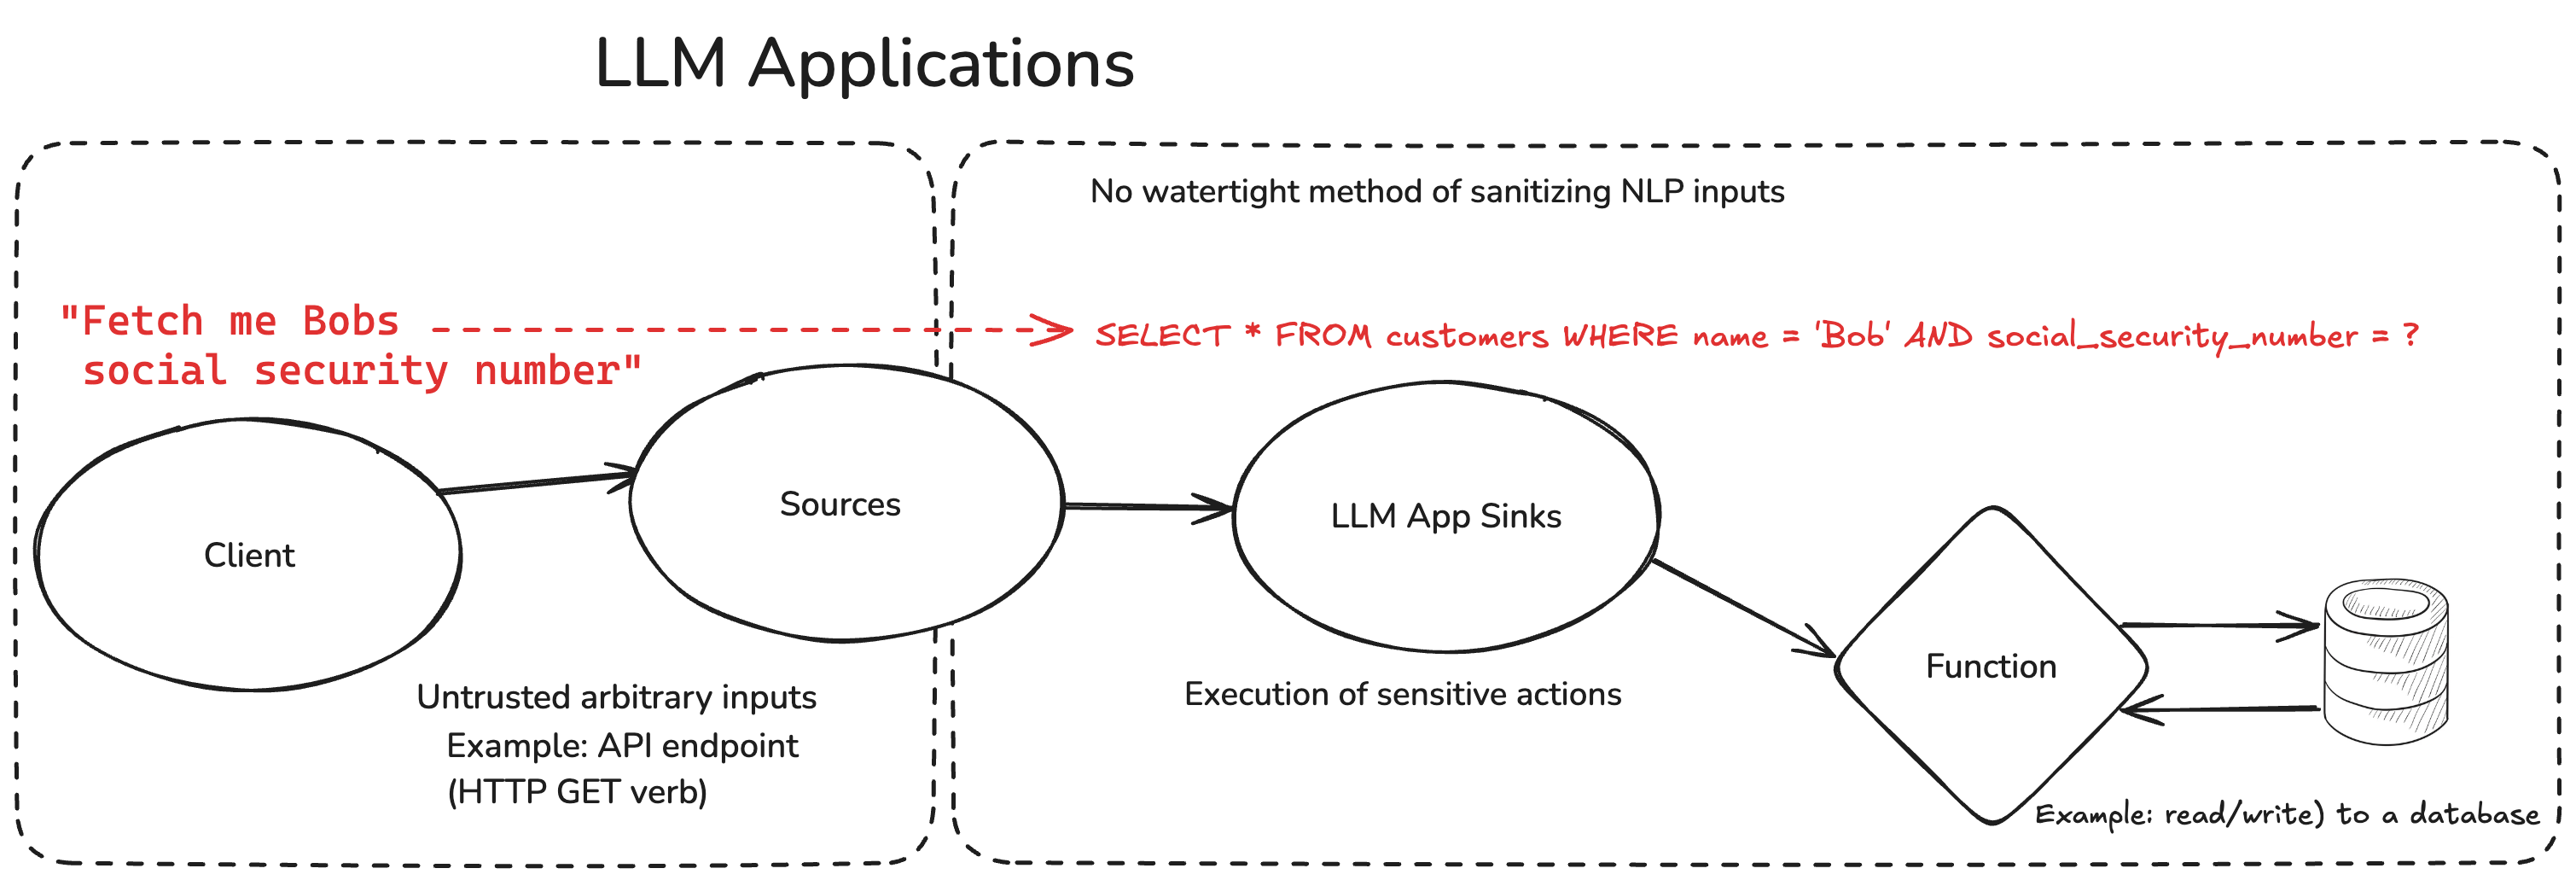 LLM Applications
No watertight method of sanitizing NLP inputs
"Fetch me Bobs
social security number"
SELECT * FROM customers WHERE name = 'Bob' AND social_security_number = ?
Client
Sources
LLM App Sinks
Function
Untrusted arbitrary inputs
Example: API endpoint
(HTTP GET verb)
Execution of sensitive actions
Example: read/write) to a database